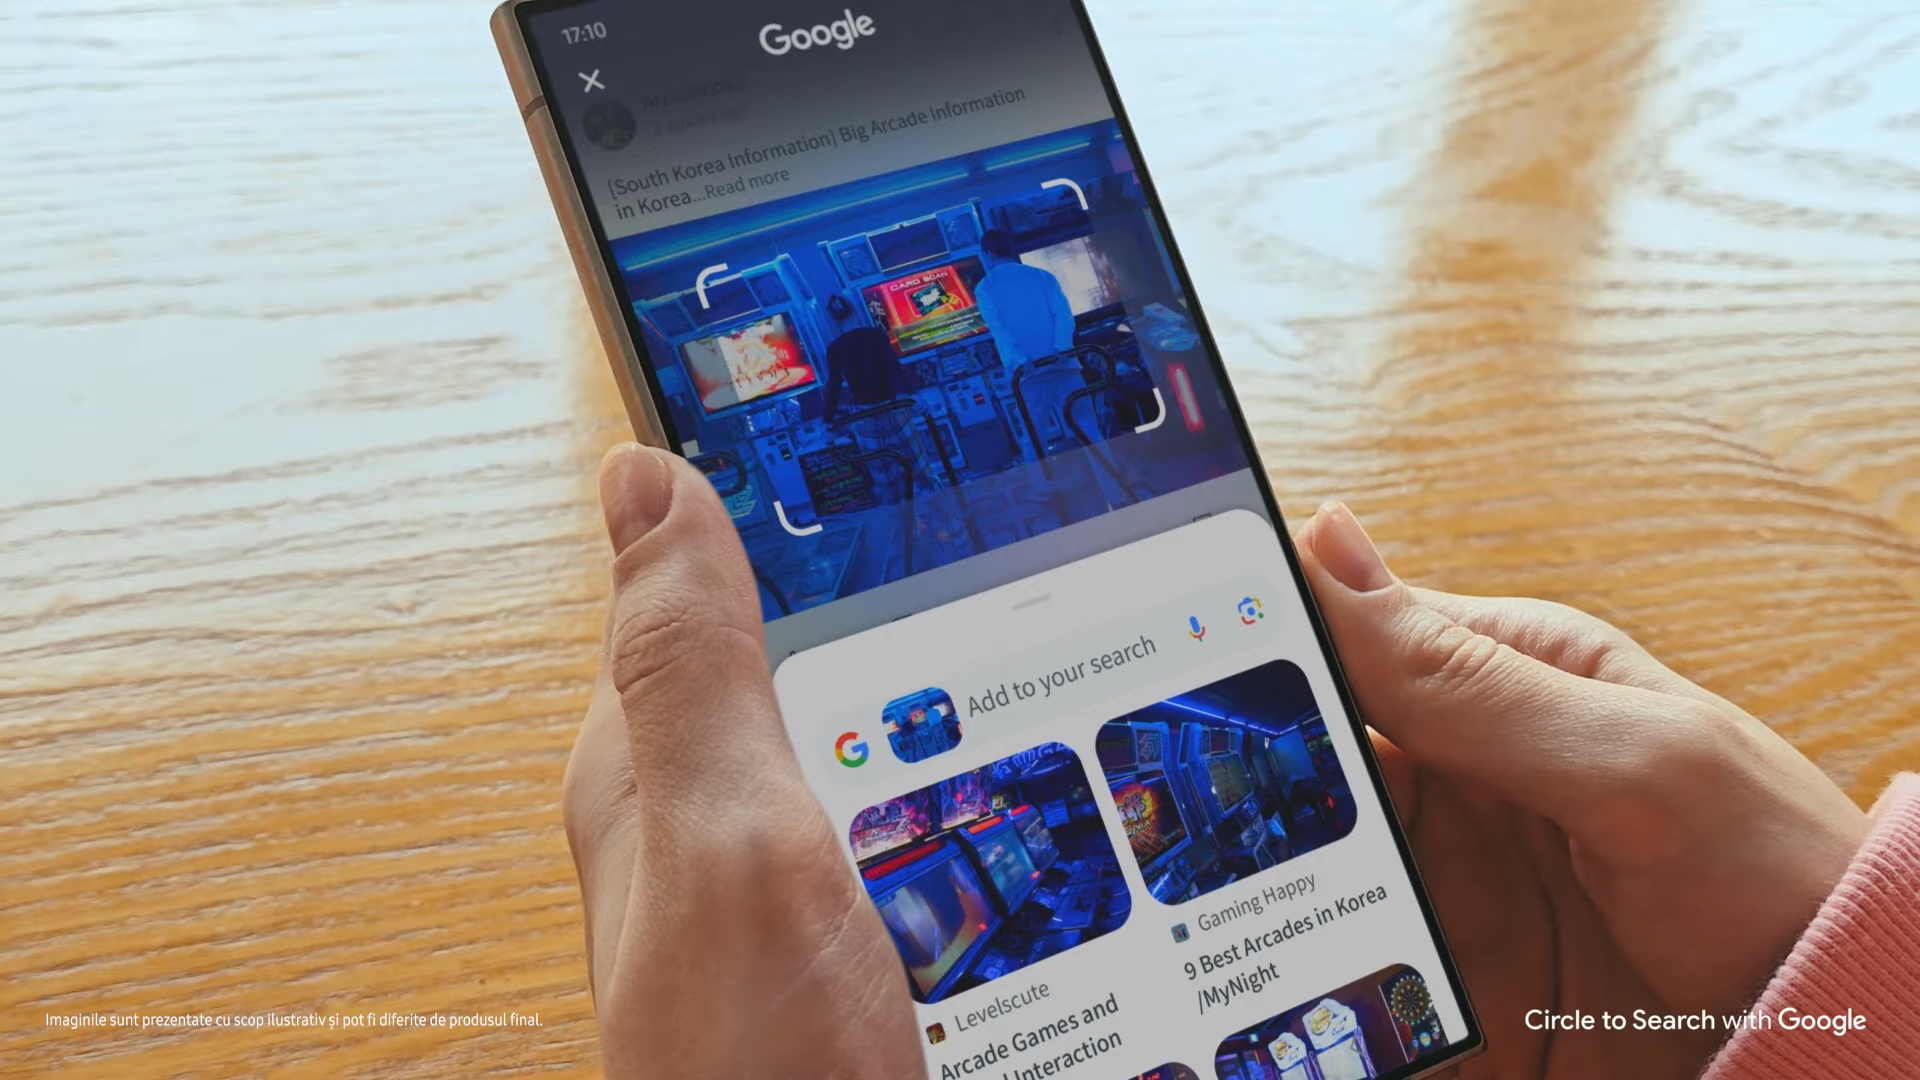 17:10
Google
[South Korea Information] Big Arcade Information
in Korea...Read more
CARD SCAN
Add to your search
Gaming Happy
9 Best Arcades in Korea
/MyNight
Levelscute
Arcade Games and
Interaction
Imaginile sunt prezentate cu scop ilustrativ și pot fi diferite de produsul final.
Circle to Search with Google